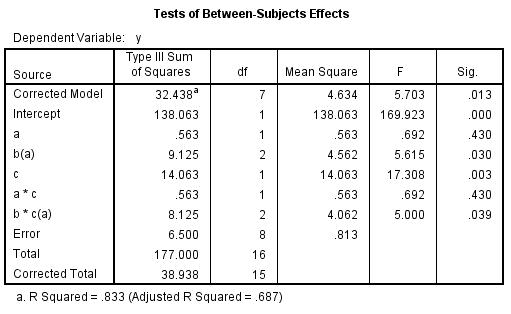 Tests of Between-Subjects Effects
Dependent Variable: y
Source Type III Sum of Squares df Mean Square F Sig.
Corrected Model 32.438a 7 4.634 5.703 .013
Intercept 138.063 1 138.063 169.923 .000
a .563 1 .563 .692 .430
b(a) 9.125 2 4.562 5.615 .030
c 14.063 1 14.063 17.308 .003
a * c .563 1 .563 .692 .430
b * c(a) 8.125 2 4.062 5.000 .039
Error 6.500 8 .813
Total 177.000 16
Corrected Total 38.938 15
a. R Squared = .833 (Adjusted R Squared = .687)